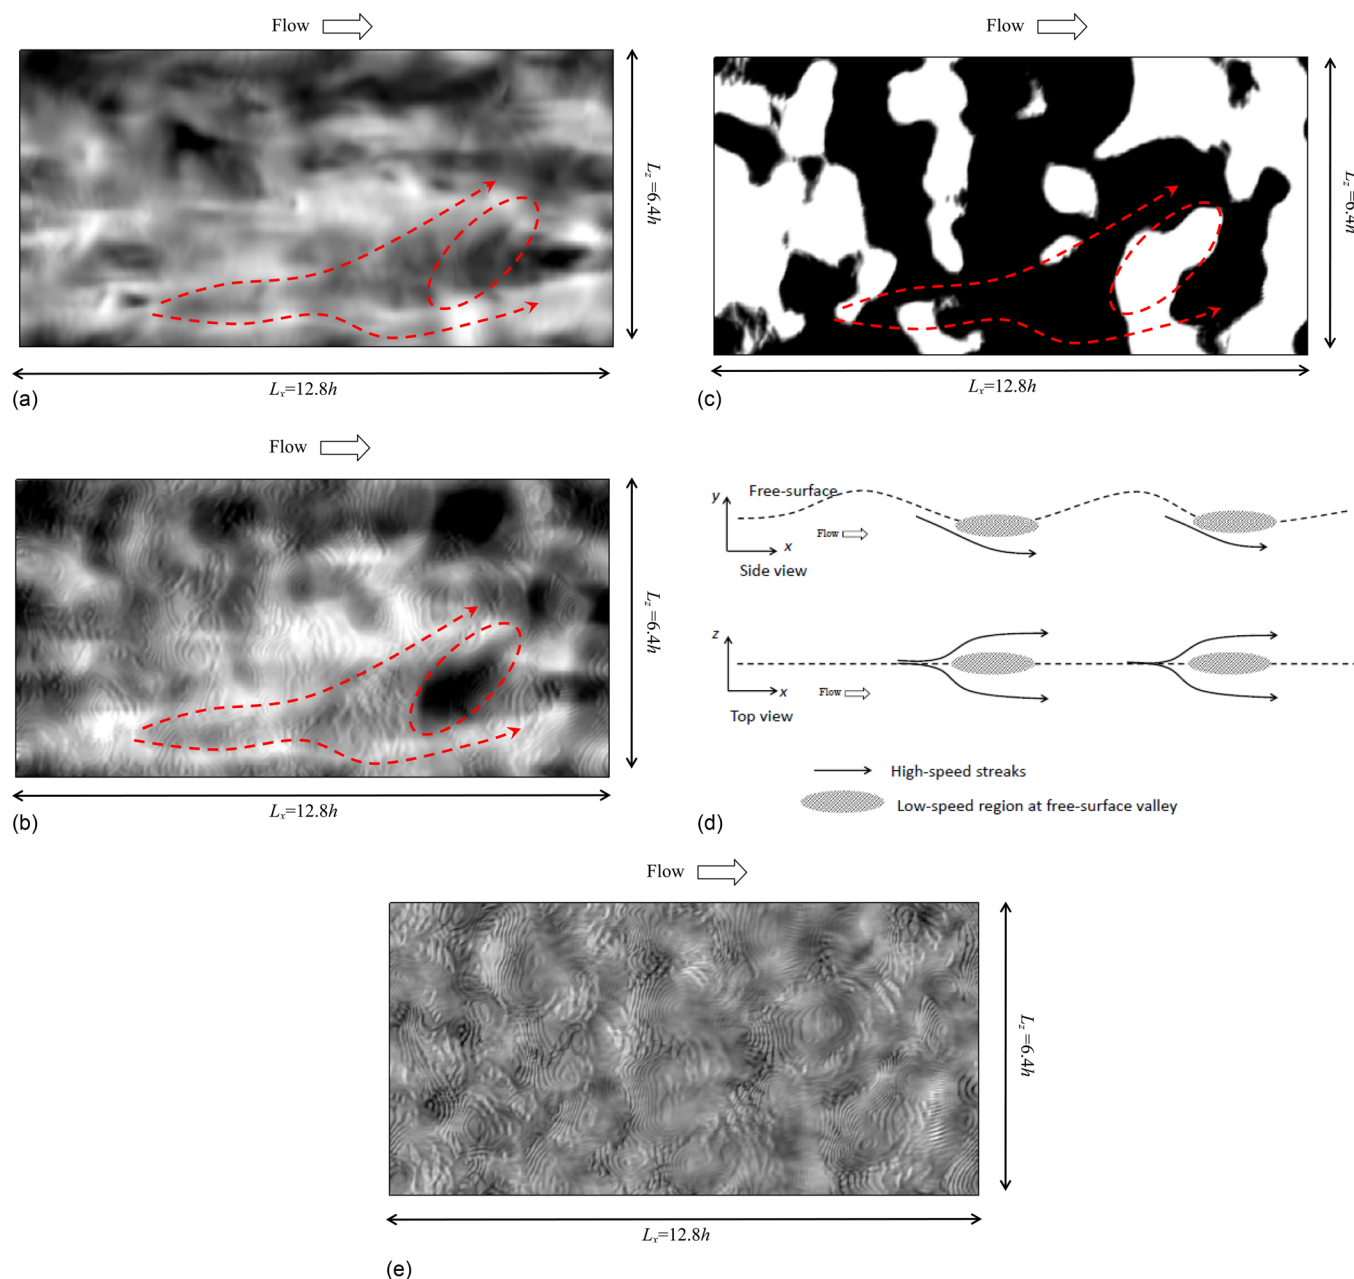 Flow
L_z=6.4h
L_x=12.8h
(a)
Flow
L_z=6.4h
L_x=12.8h
(c)
Flow
L_z=6.4h
L_x=12.8h
(b)
y
Free-surface
Flow
x
Side view
z
x
Flow
Top view
High-speed streaks
Low-speed region at free-surface valley
(d)
Flow
L_z=6.4h
L_x=12.8h
(e)